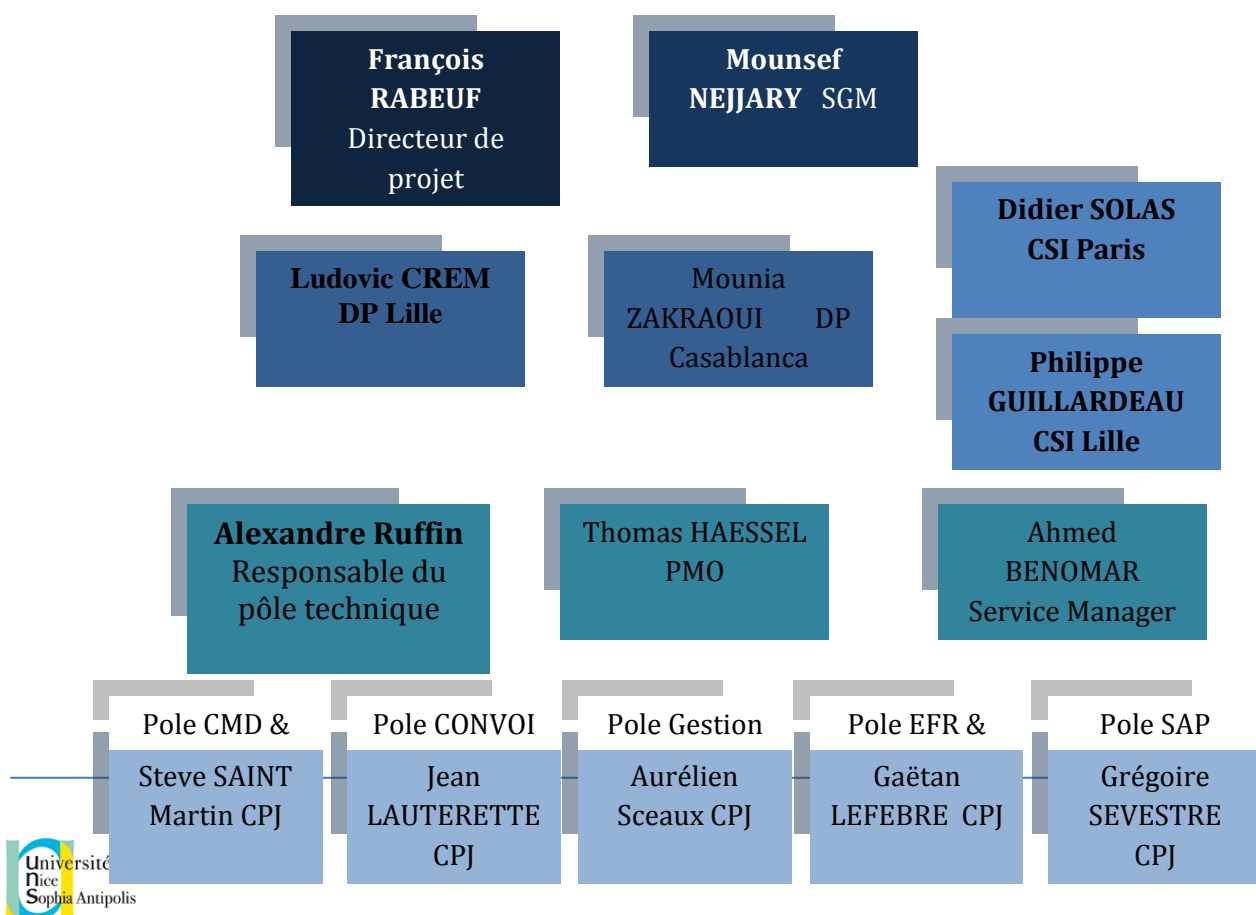 François
RABEUF
Directeur de
projet
Mounsef
NEJJARY SGM
Didier SOLAS
CSI Paris
Ludovic CREM
DP Lille
Mounia
ZAKRAOUI DP
Casablanca
Philippe
GUILLARDEAU
CSI Lille
Alexandre Ruffin
Responsable du
pôle technique
Thomas HAESSEL
PMO
Ahmed
BENOMAR
Service Manager
Pole CMD &
Steve SAINT
Martin CPJ
Pole CONVOI
Jean
LAUTERETTE
CPJ
Pole Gestion
Aurélien
Sceaux CPJ
Pole EFR &
Gaëtan
LEFEBRE CPJ
Pole SAP
Grégoire
SEVESTRE
CPJ
Université
Nice
Sophia Antipolis